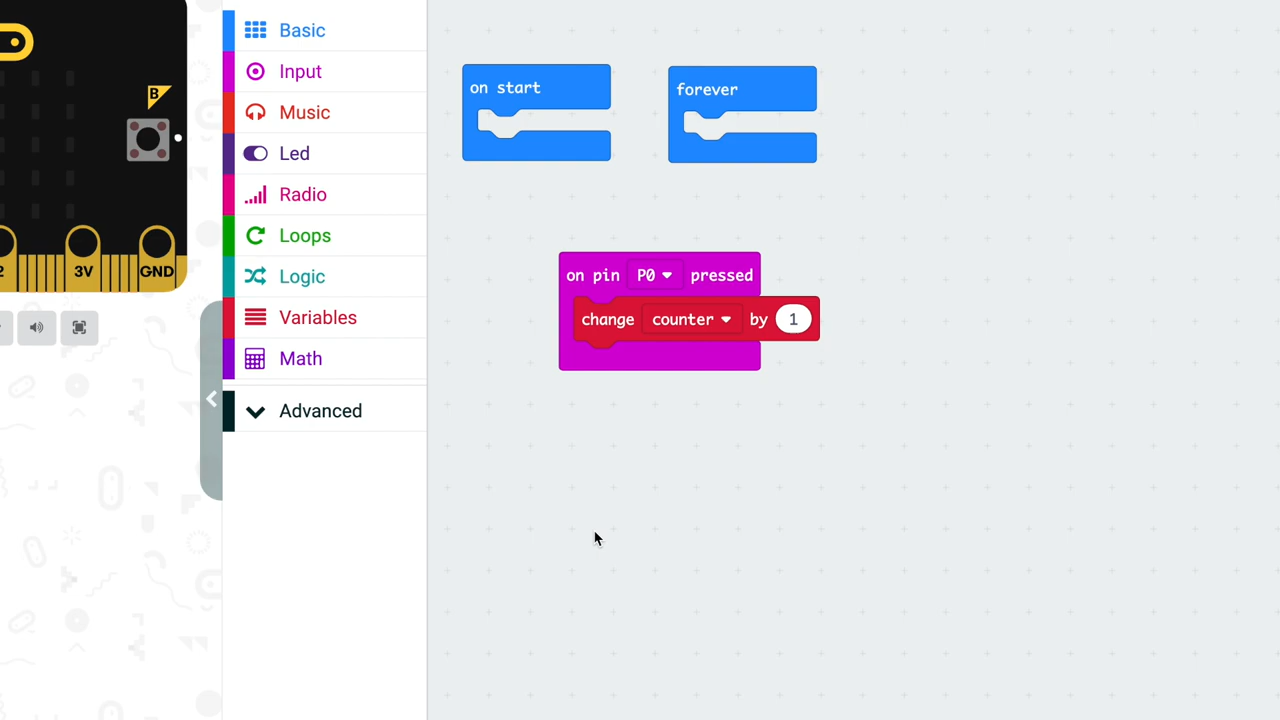 B
2
3V
GND
Basic
Input
Music
Led
Radio
Loops
Logic
Variables
Math
Advanced
on start
forever
on pin P0 pressed
change counter by 1